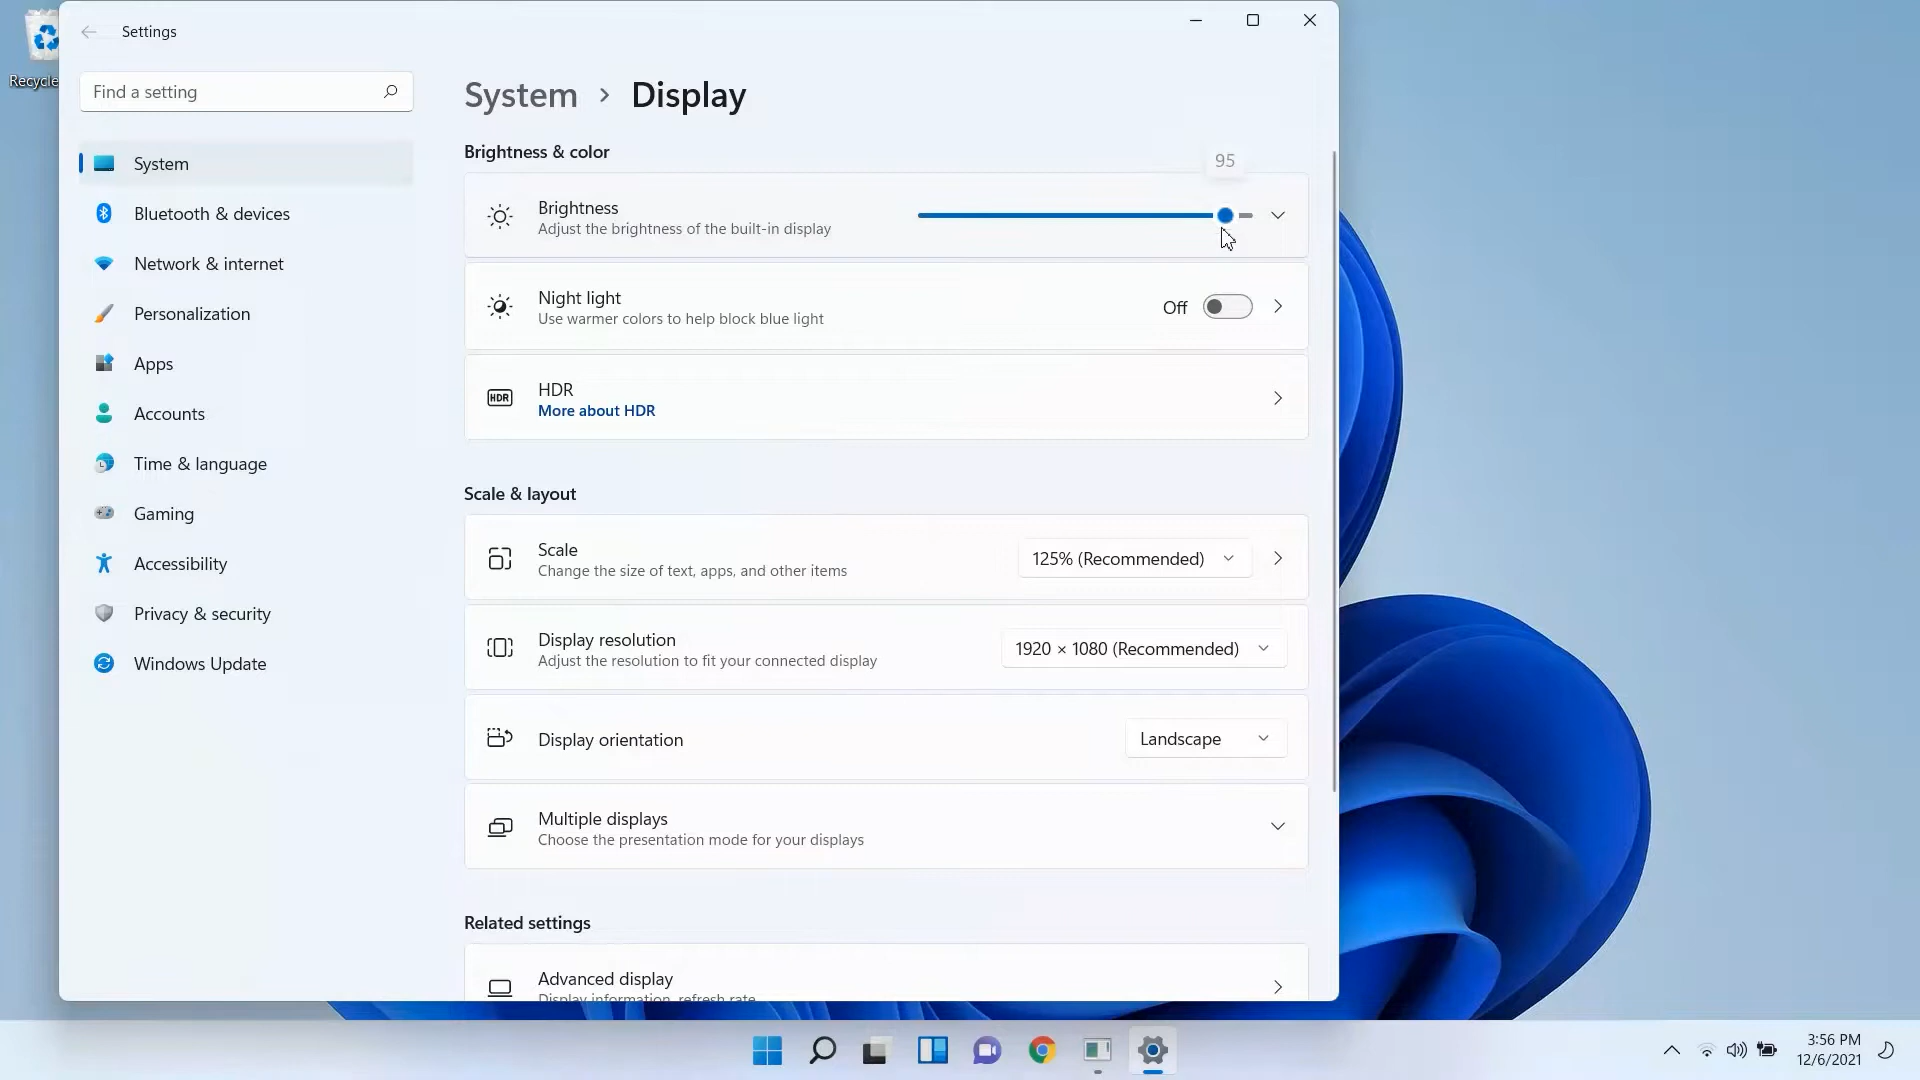 Recycle
Settings
Find a setting
System
Bluetooth & devices
Network & internet
Personalization
Apps
Accounts
Time & language
Gaming
Accessibility
Privacy & security
Windows Update
System > Display
Brightness & color
95
Brightness
Adjust the brightness of the built-in display
Night light
Use warmer colors to help block blue light
Off
HDR
HDR
More about HDR
Scale & layout
Scale
Change the size of text, apps, and other items
125% (Recommended)
Display resolution
Adjust the resolution to fit your connected display
1920 × 1080 (Recommended)
Display orientation
Landscape
Multiple displays
Choose the presentation mode for your displays
Related settings
Advanced display
Display information, refresh rate
3:56 PM
12/6/2021